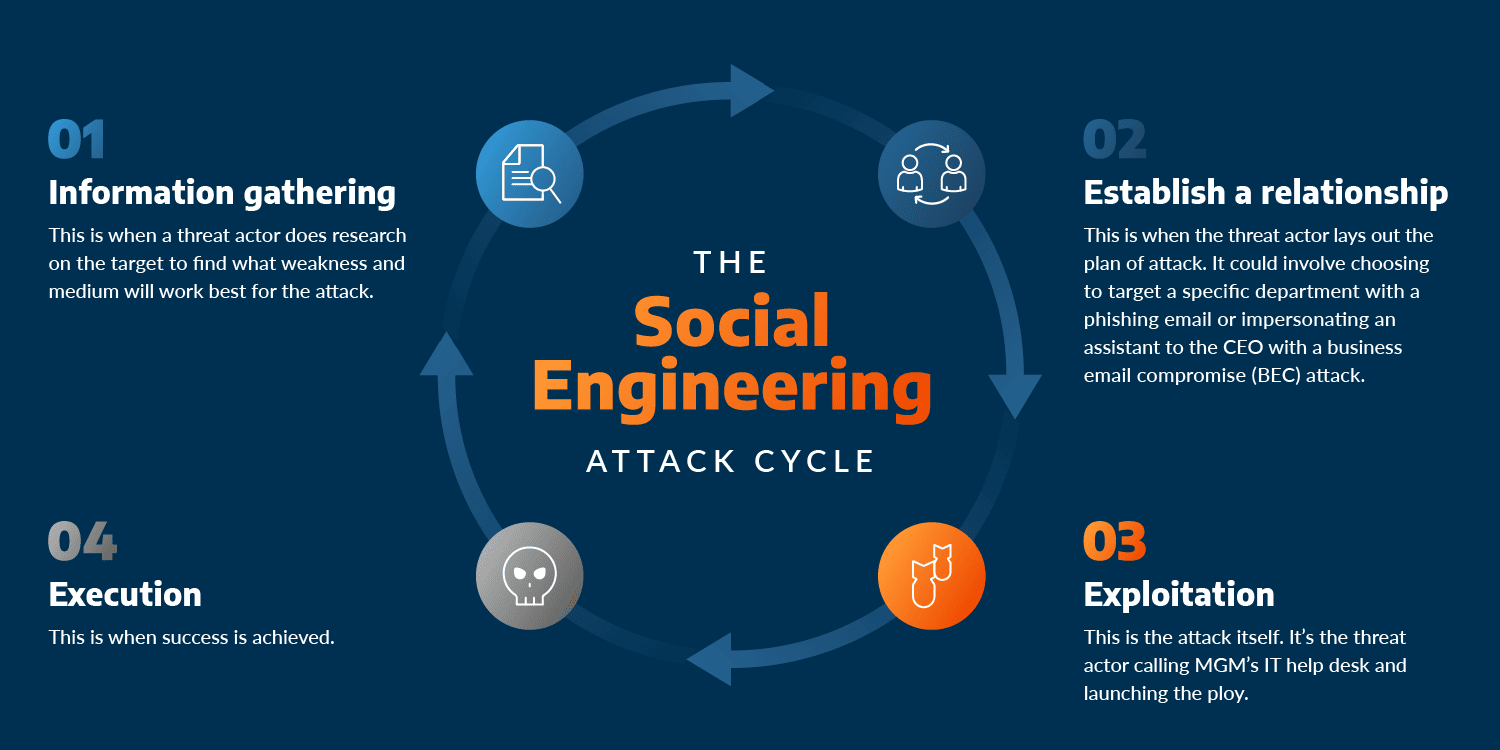 01
Information gathering
This is when a threat actor does research
on the target to find what weakness and
medium will work best for the attack.
02
Establish a relationship
This is when the threat actor lays out the
plan of attack. It could involve choosing
to target a specific department with a
phishing email or impersonating an
assistant to the CEO with a business
email compromise (BEC) attack.
THE
Social
Engineering
ATTACK CYCLE
03
Exploitation
This is the attack itself. It’s the threat
actor calling MGM’s IT help desk and
launching the ploy.
04
Execution
This is when success is achieved.